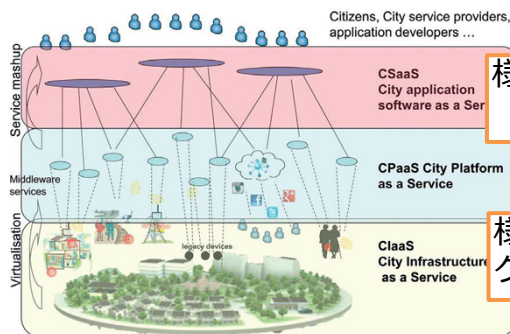 Citizens, City service providers,
application developers ...
Service mashup
CSaaS
City application
software as a Ser
様
Middleware
services
CPaaS City Platform
as a Service
Virtualisation
legacy devices
CIaaS
City Infrastructure
as a Service
様
ク